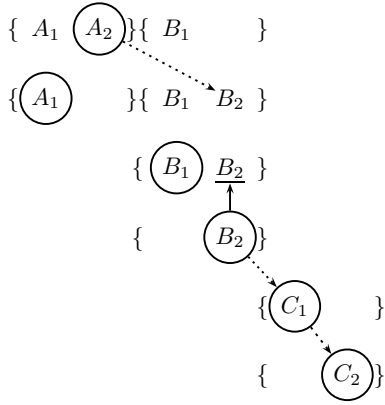 { A₁ A₂ }{ B₁ }
{ A₁ }{ B₁ B₂ }
{ B₁ B₂ }
{ B₂ }
{ C₁ }
{ C₂ }